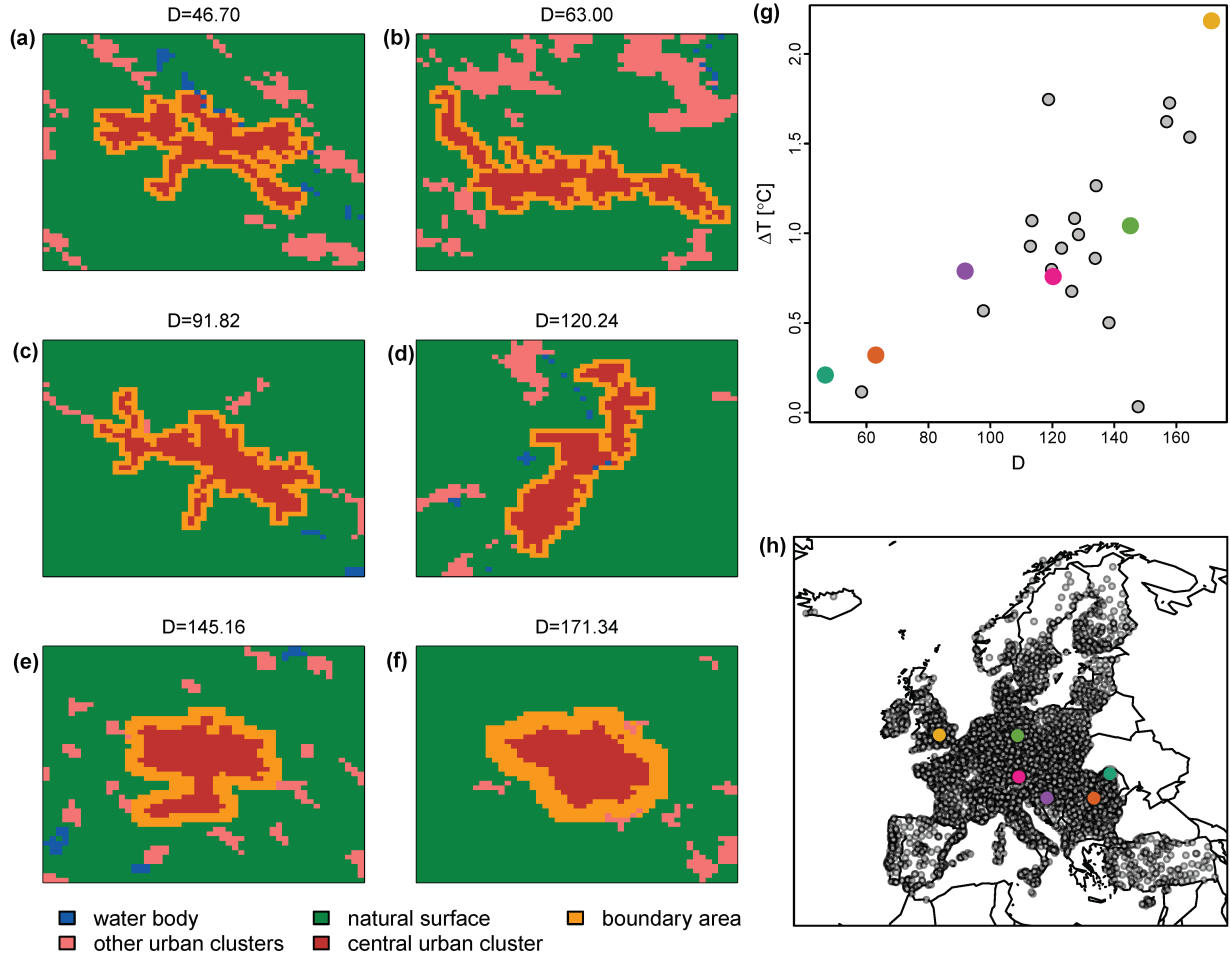 D=46.70
(a)
D=63.00
(b)
D=91.82
(c)
D=120.24
(d)
D=145.16
(e)
D=171.34
(f)
water body
natural surface
boundary area
other urban clusters
central urban cluster
(g)
2.0
1.5
1.0
0.5
0.0
ΔT [°C]
60 80 100 120 140 160
D
(h)